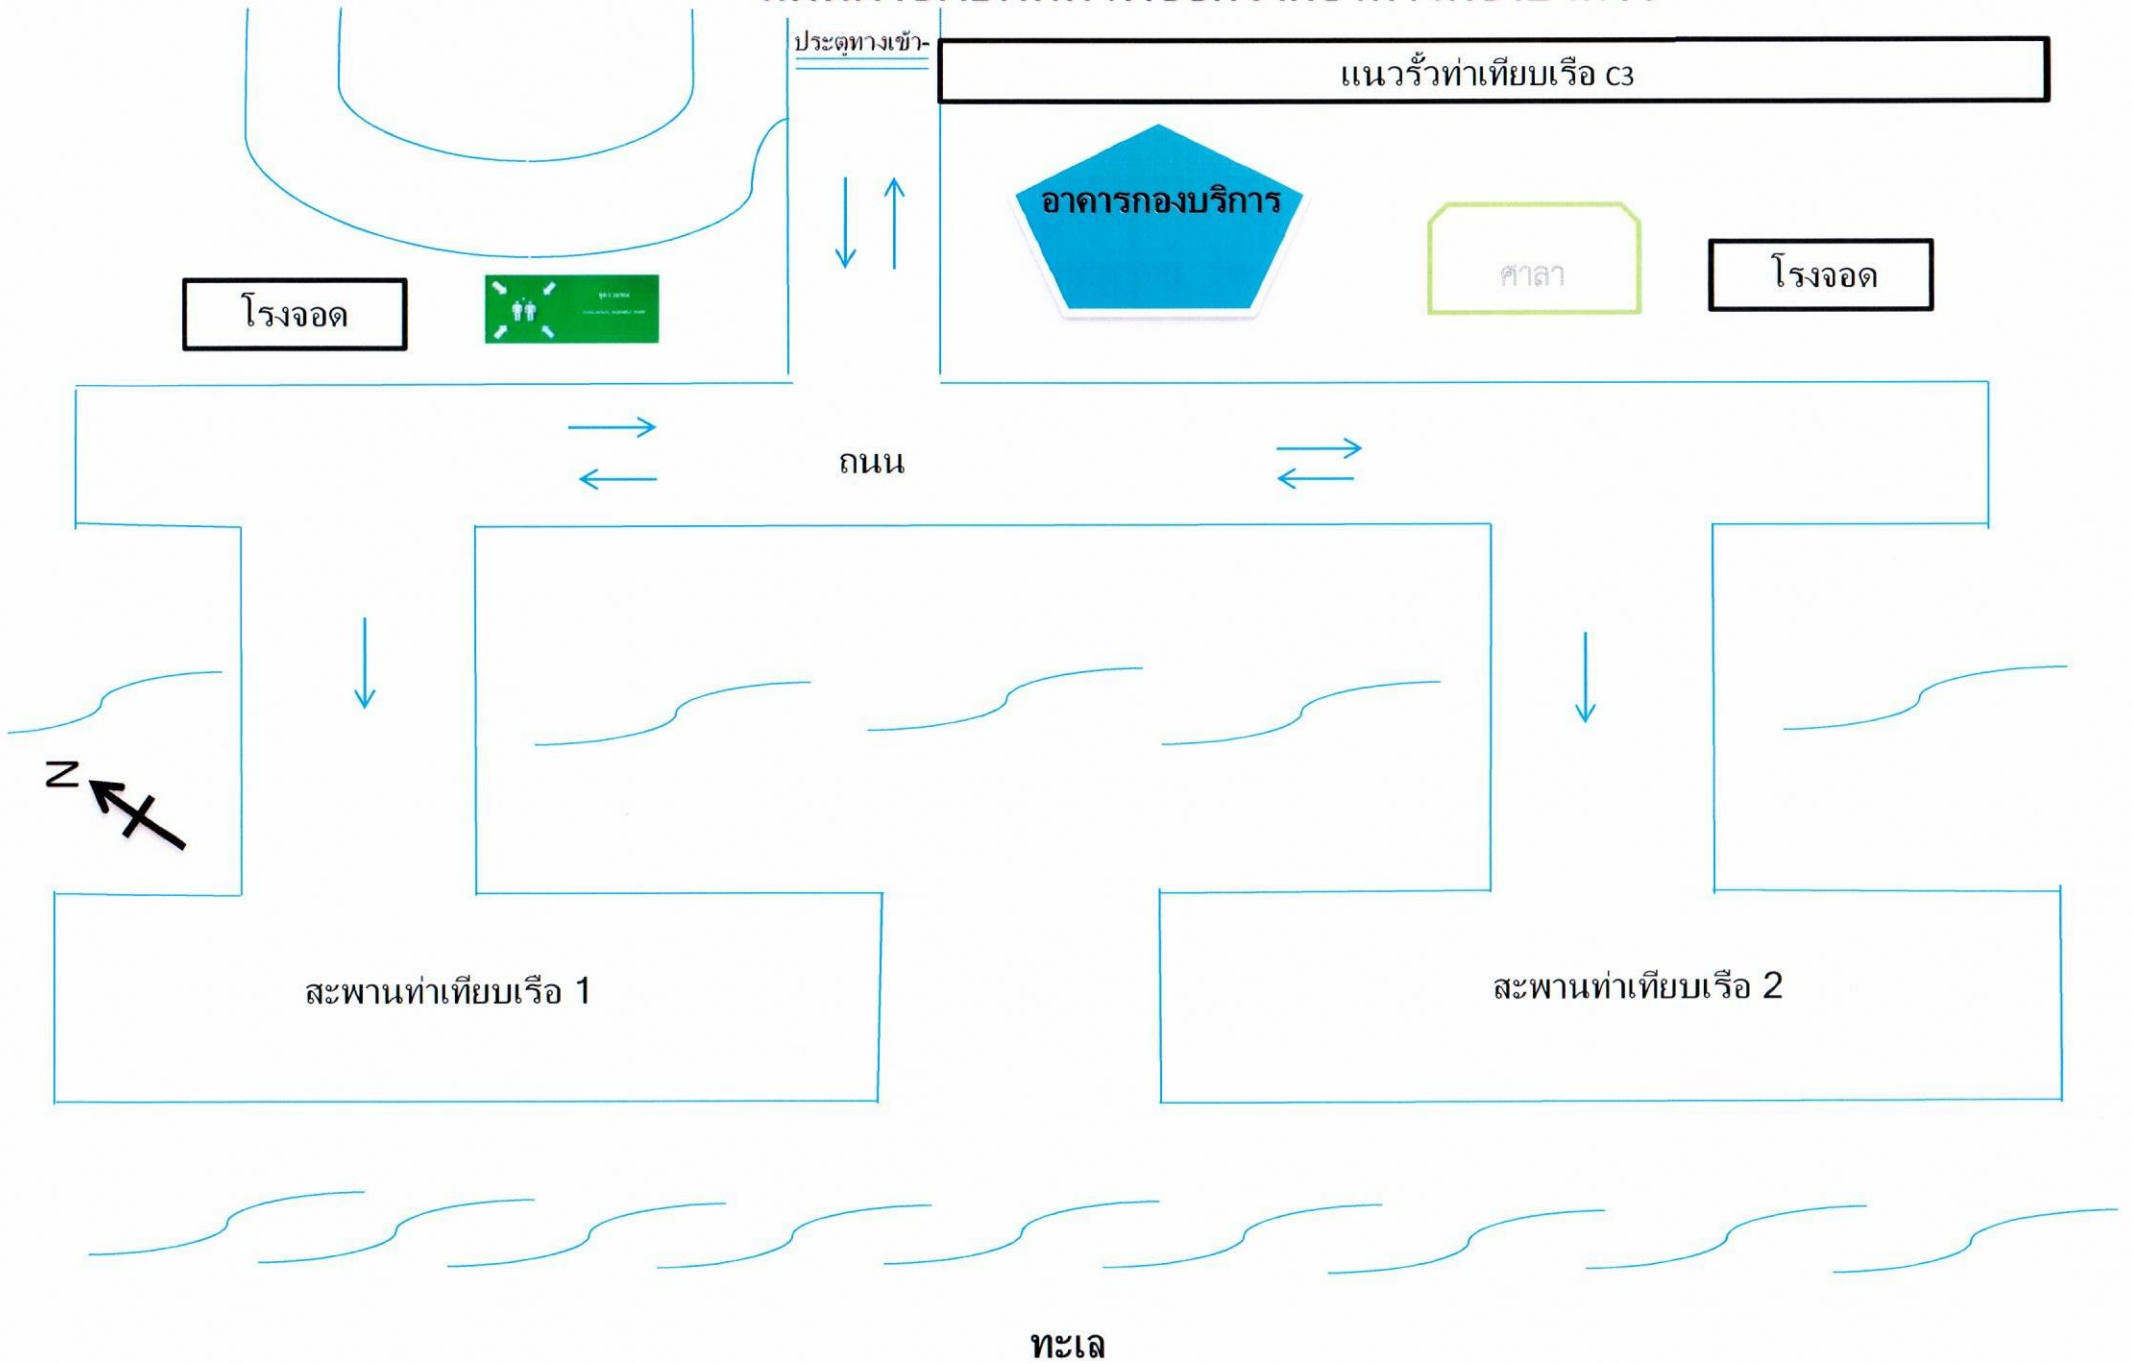 ประตูทางเข้า-
แนวรั้วท่าเทียบเรือ C3
อาคารกองบริการ
ศาลา
โรงจอด
โรงจอด
ถนน
N
สะพานท่าเทียบเรือ 1
สะพานท่าเทียบเรือ 2
ทะเล